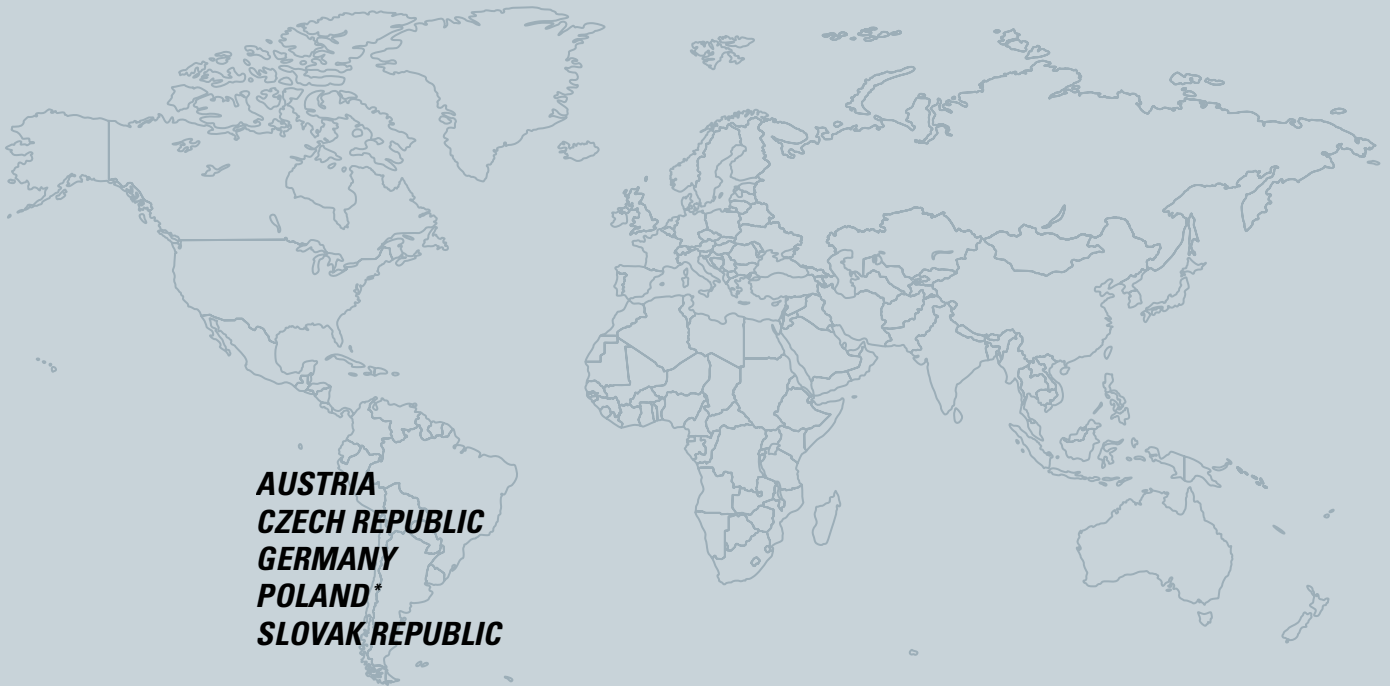 AUSTRIA
CZECH REPUBLIC
GERMANY
POLAND*
SLOVAK REPUBLIC